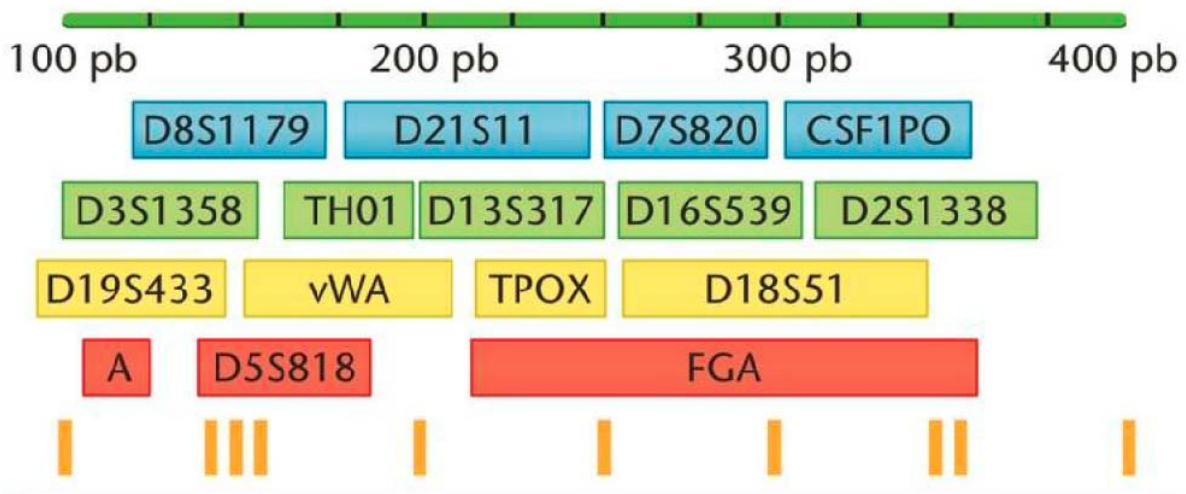 100 pb 200 pb 300 pb 400 pb
D8S1179 D21S11 D7S820 CSF1PO
D3S1358 TH01 D13S317 D16S539 D2S1338
D19S433 vWA TPOX D18S51
A D5S818 FGA